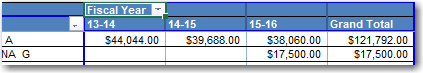 Fiscal Year
13-14 14-15 15-16 Grand Total
A $44,044.00 $39,688.00 $38,060.00 $121,792.00
NA G $17,500.00 $17,500.00